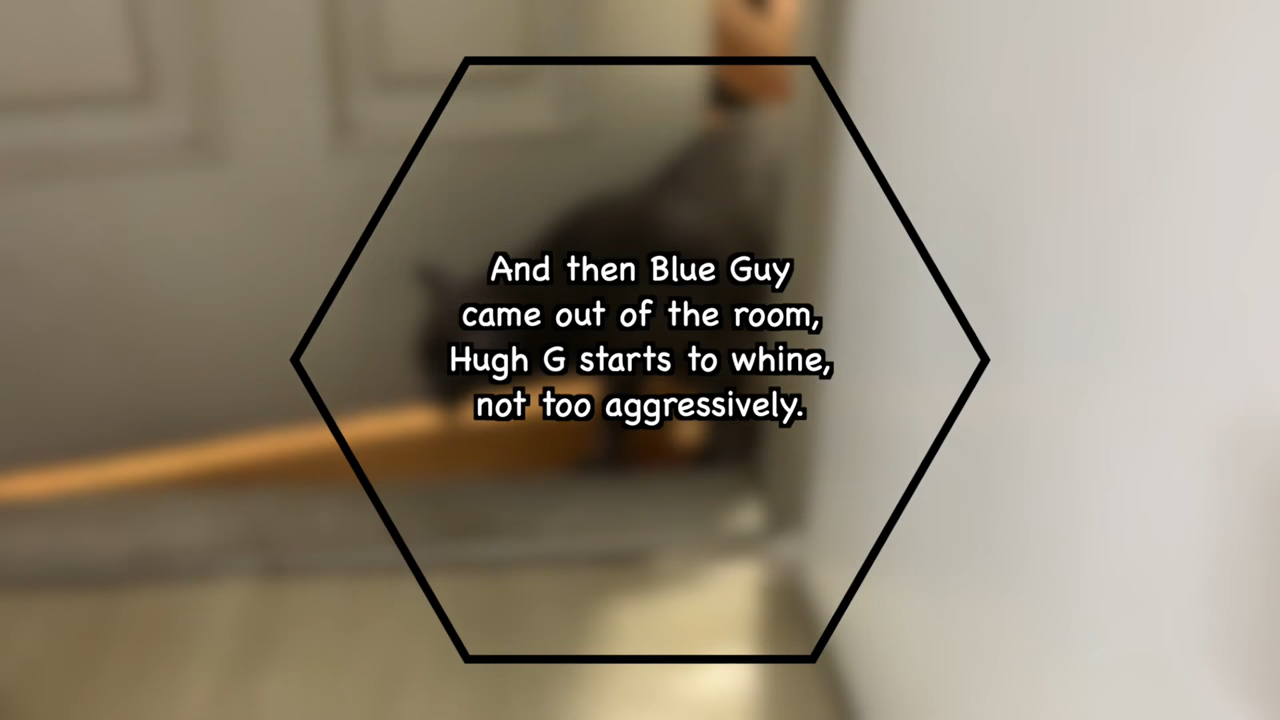 And then Blue Guy
came out of the room,
Hugh G starts to whine,
not too aggressively.